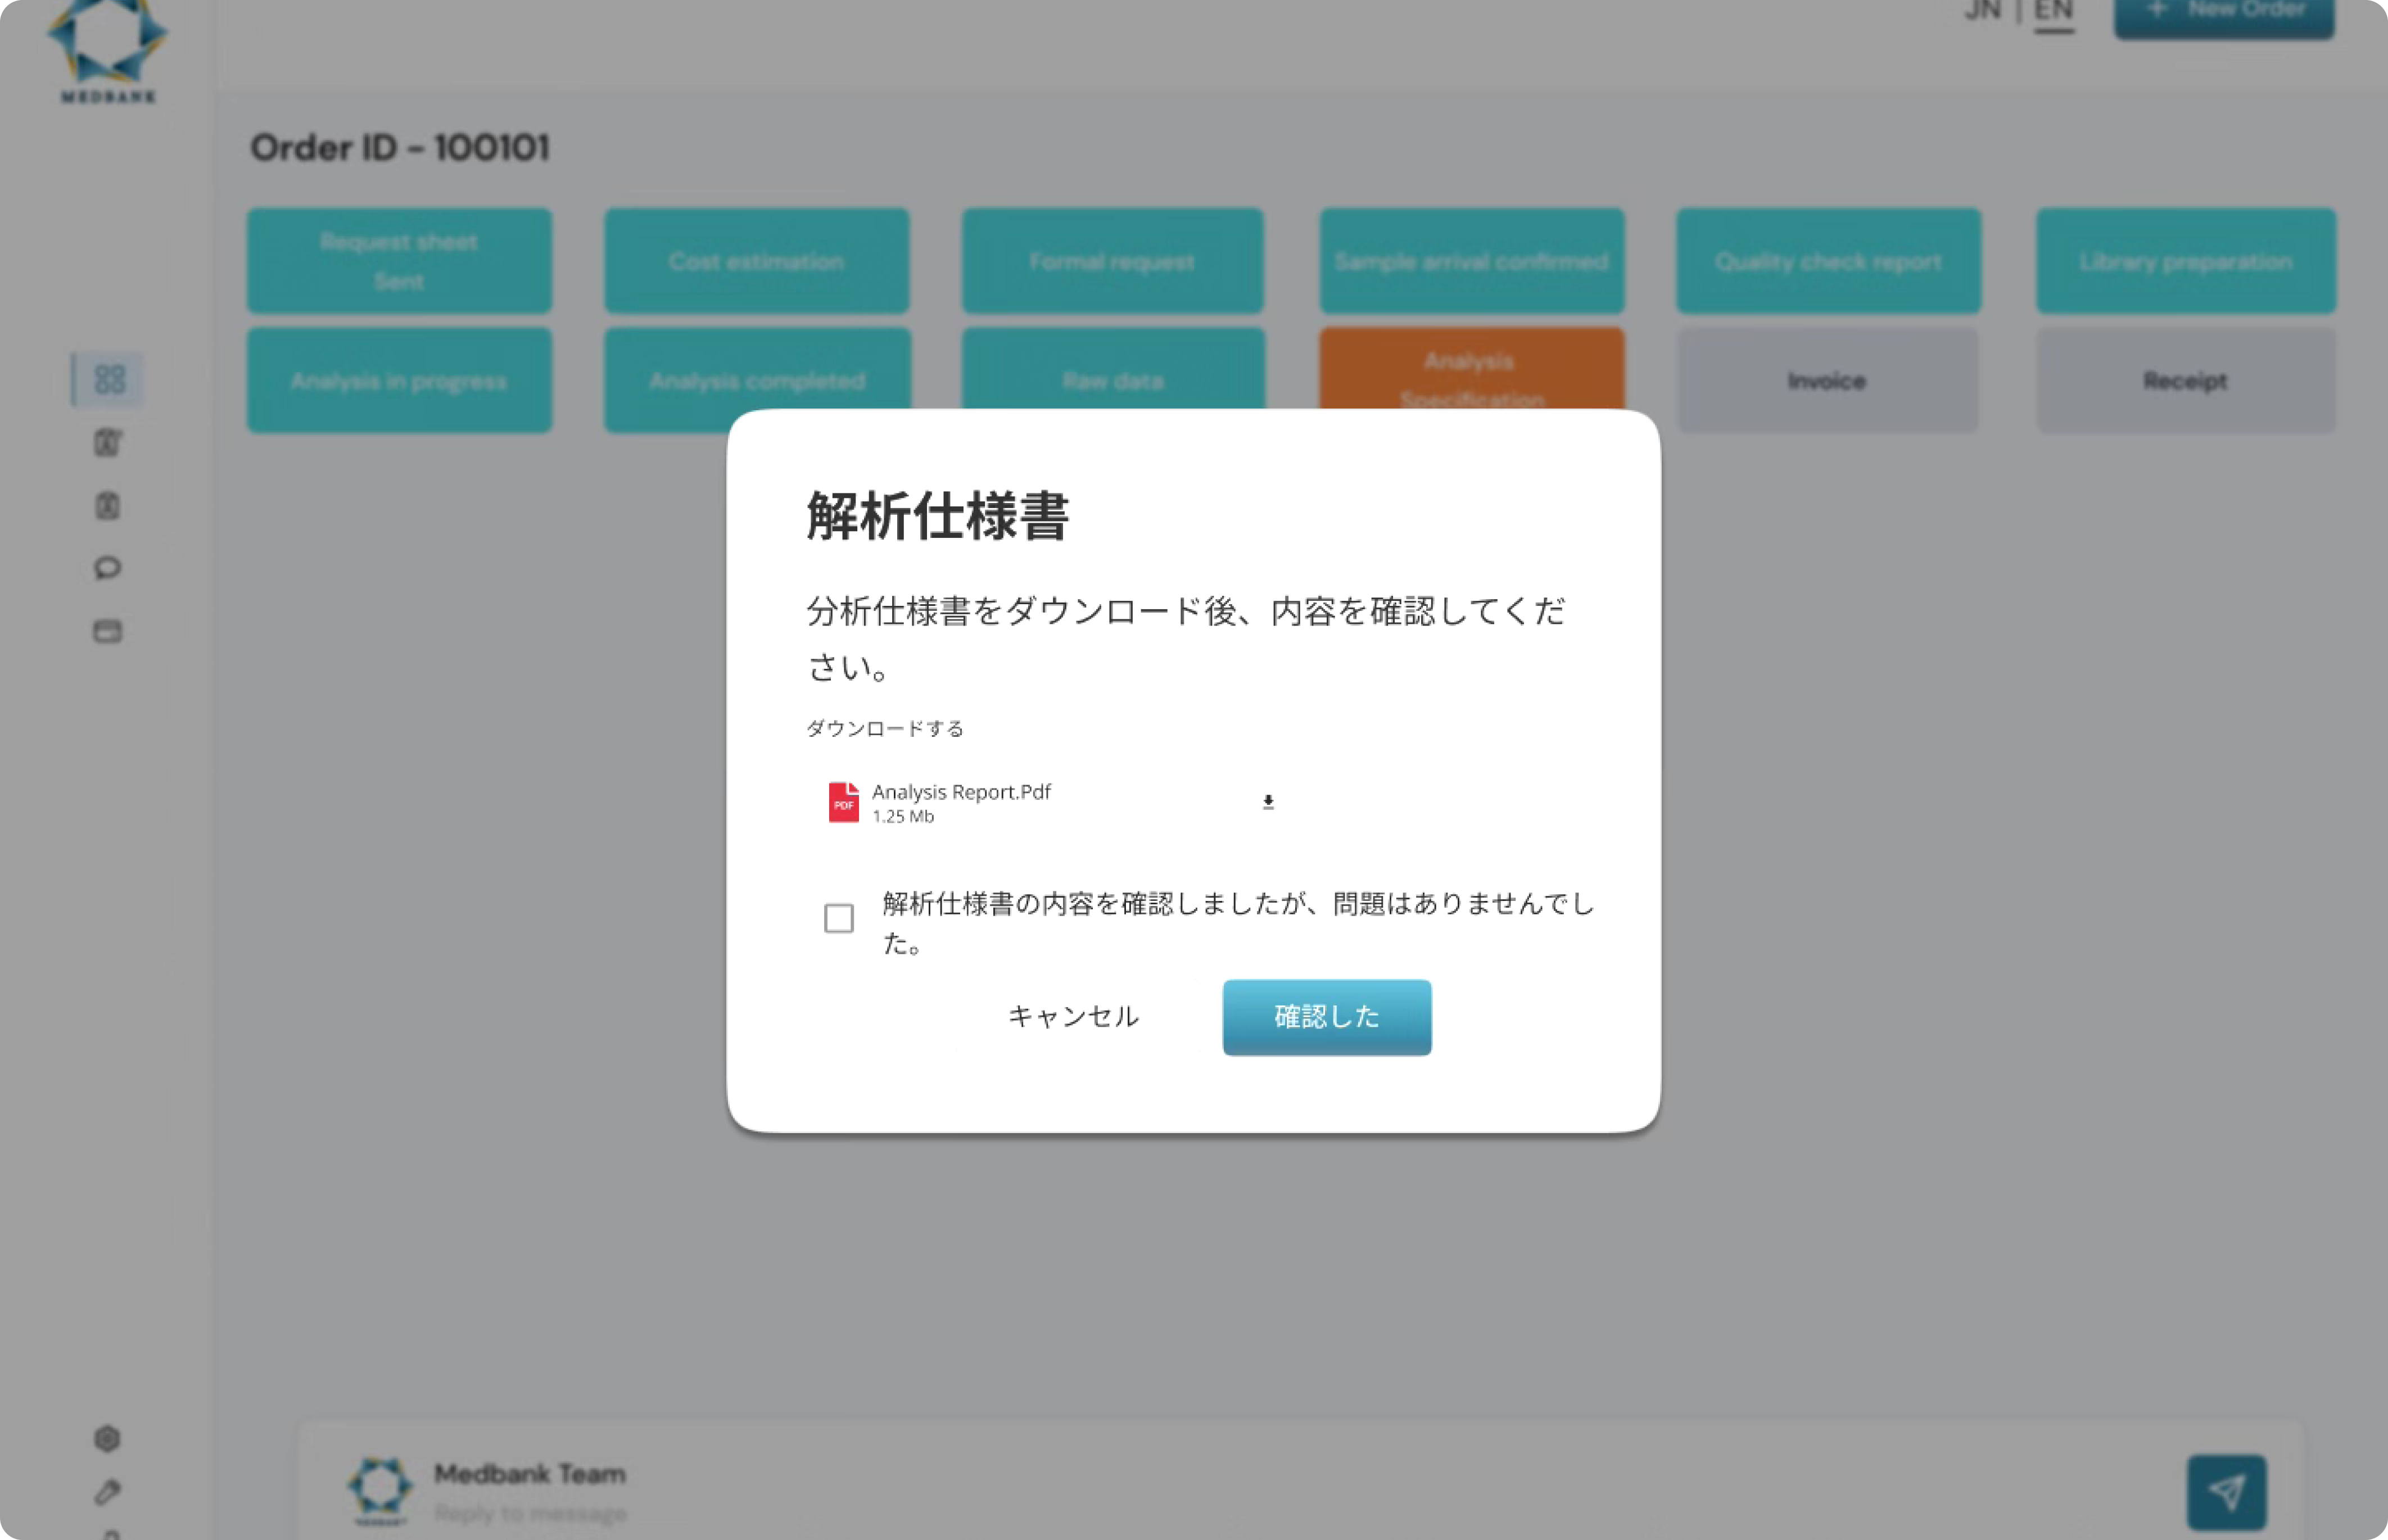 MEDBANK
JN | EN
+ New Order
Order ID - 100101
Request sheet
Sent
Cost estimation
Formal request
Sample arrival confirmed
Quality check report
Library preparation
Analysis in progress
Analysis completed
Raw data
Analysis
Specification
Invoice
Receipt
解析仕様書
分析仕様書をダウンロード後、内容を確認してくだ
さい。
ダウンロードする
PDF
Analysis Report.Pdf
1.25 Mb
解析仕様書の内容を確認しましたが、問題はありませんでし
た。
キャンセル
確認した
Medbank Team
Reply to message